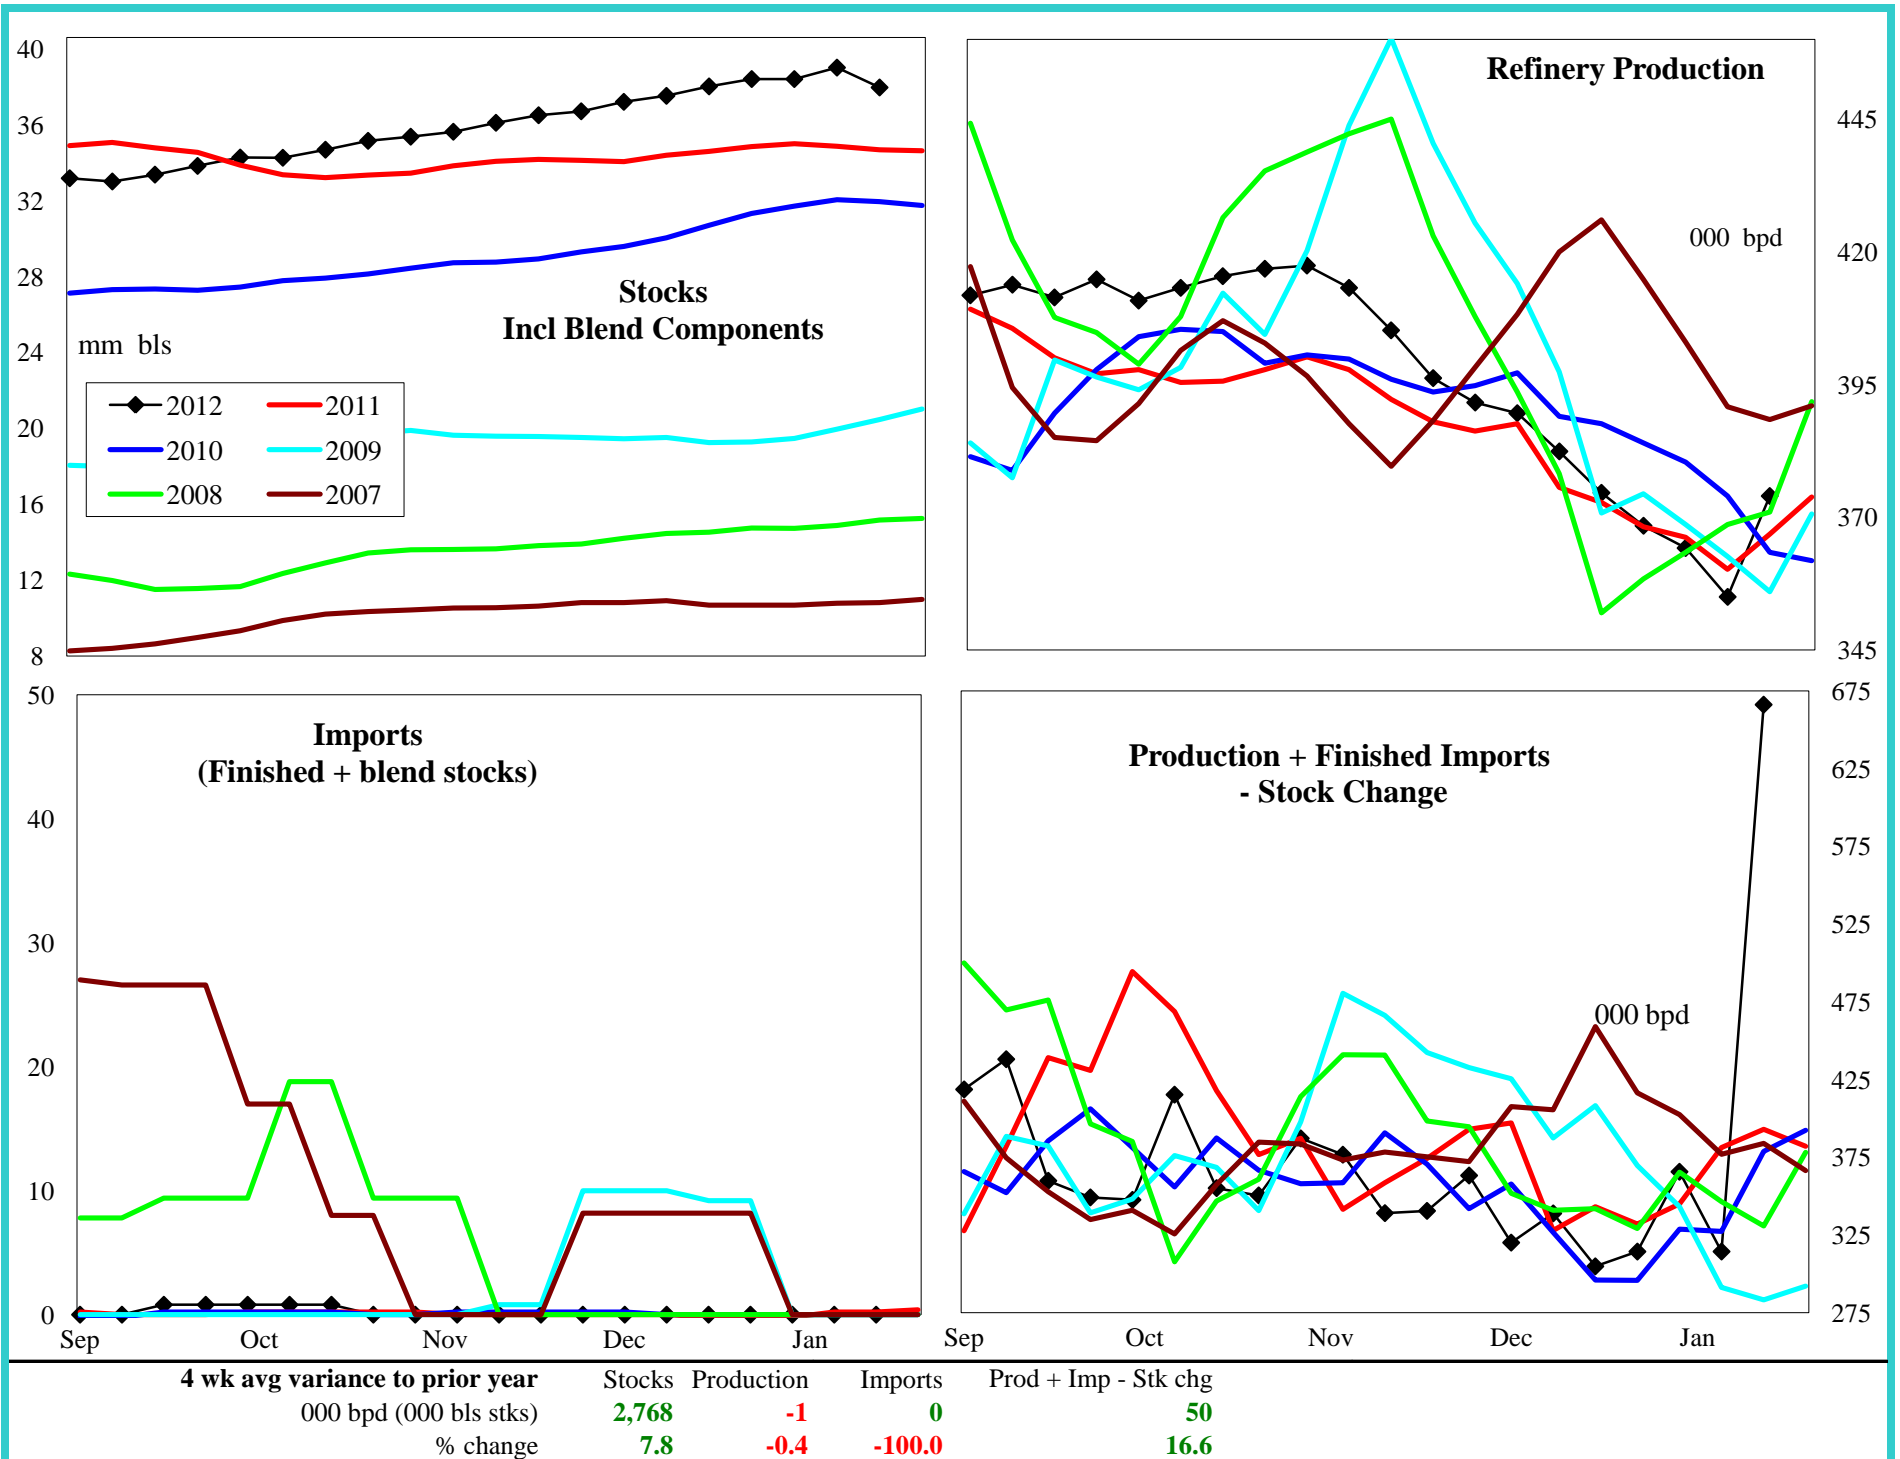 40
36
32
28
24
20
16
12
8
Stocks
Incl Blend Components
mm bls
2012 2011
2010 2009
2008 2007
Refinery Production
000 bpd
445
420
395
370
345
50
40
30
20
10
0
Imports
(Finished + blend stocks)
Sep Oct Nov Dec Jan
Production + Finished Imports
- Stock Change
000 bpd
675
625
575
525
475
425
375
325
275
Sep Oct Nov Dec Jan
4 wk avg variance to prior year Stocks Production Imports Prod + Imp - Stk chg
000 bpd (000 bls stks) 2,768 -1 0 50
% change 7.8 -0.4 -100.0 16.6